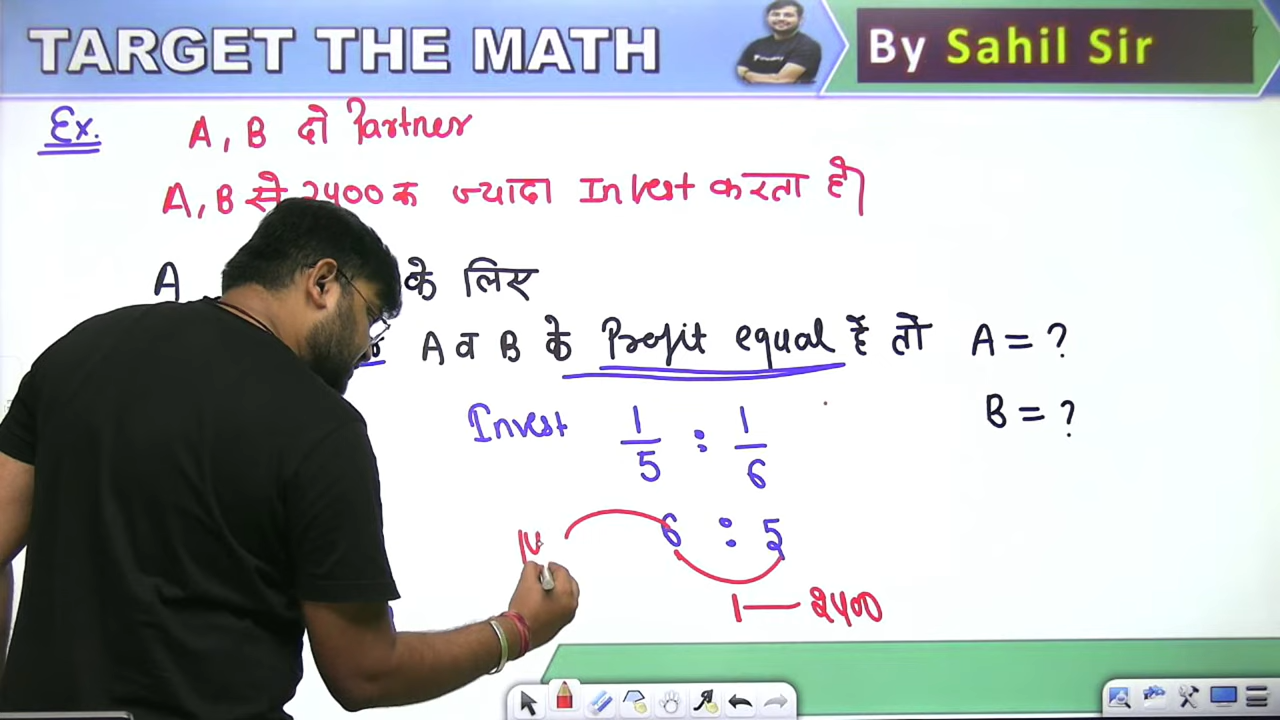 TARGET THE MATH
By Sahil Sir
Ex. A, B दो Partner
A, B से 2400 रू ज्यादा Invest करता है।
A के लिए
A व B के Profit equal हैं तो A = ?
B = ?
Invest 1/5 : 1/6
6 : 5
1 — 2400